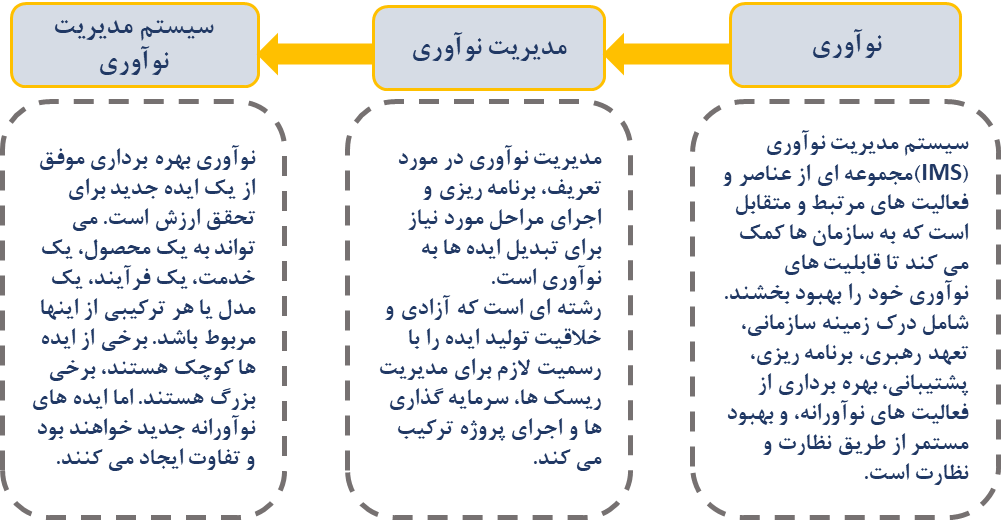 نوآوری
مدیریت نوآوری
سیستم مدیریت
نوآوری
سیستم مدیریت نوآوری
(IMS)مجموعه ای از عناصر و
فعالیت های مرتبط و متقابل
است که به سازمان ها کمک
می کند تا قابلیت های
نوآوری خود را بهبود بخشند.
شامل درک زمینه سازمانی،
تعهد رهبری، برنامه ریزی،
پشتیبانی، بهره برداری از
فعالیت های نوآورانه، و بهبود
مستمر از طریق نظارت و
نظارت است.
مدیریت نوآوری در مورد
تعریف، برنامه ریزی و
اجرای مراحل مورد نیاز
برای تبدیل ایده ها به
نوآوری است.
رشته ای است که آزادی و
خلاقیت تولید ایده را با
رسمیت لازم برای مدیریت
ریسک ها، سرمایه گذاری
ها و اجرای پروژه ترکیب
می کند.
نوآوری بهره برداری موفق
از یک ایده جدید برای
تحقق ارزش است. می
تواند به یک محصول، یک
خدمت، یک فرآیند، یک
مدل یا هر ترکیبی از اینها
مربوط باشد. برخی از ایده
ها کوچک هستند، برخی
بزرگ هستند. اما ایده های
نوآورانه جدید خواهند بود
و تفاوت ایجاد می کنند.